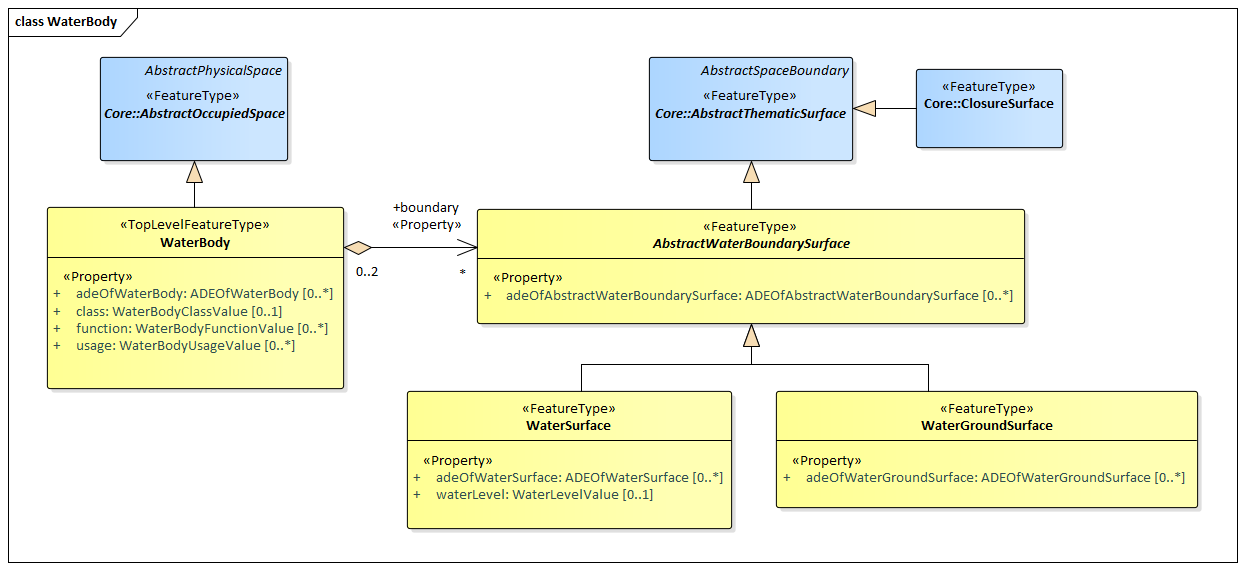 class WaterBody
AbstractPhysicalSpace
«FeatureType»
Core::AbstractOccupiedSpace
AbstractSpaceBoundary
«FeatureType»
Core::AbstractThematicSurface
«FeatureType»
Core::ClosureSurface
«TopLevelFeatureType»
WaterBody
«Property»
+ adeOfWaterBody: ADEOfWaterBody [0..*]
+ class: WaterBodyClassValue [0..1]
+ function: WaterBodyFunctionValue [0..*]
+ usage: WaterBodyUsageValue [0..*]
+boundary
«Property»
0..2
*
«FeatureType»
AbstractWaterBoundarySurface
«Property»
+ adeOfAbstractWaterBoundarySurface: ADEOfAbstractWaterBoundarySurface [0..*]
«FeatureType»
WaterSurface
«Property»
+ adeOfWaterSurface: ADEOfWaterSurface [0..*]
+ waterLevel: WaterLevelValue [0..1]
«FeatureType»
WaterGroundSurface
«Property»
+ adeOfWaterGroundSurface: ADEOfWaterGroundSurface [0..*]